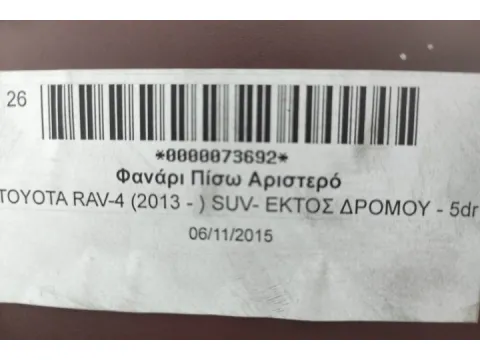 26
*0000073692*
Φανάρι Πίσω Αριστερό
TOYOTA RAV-4 (2013 - ) SUV- ΕΚΤΟΣ ΔΡΟΜΟΥ - 5dr
06/11/2015